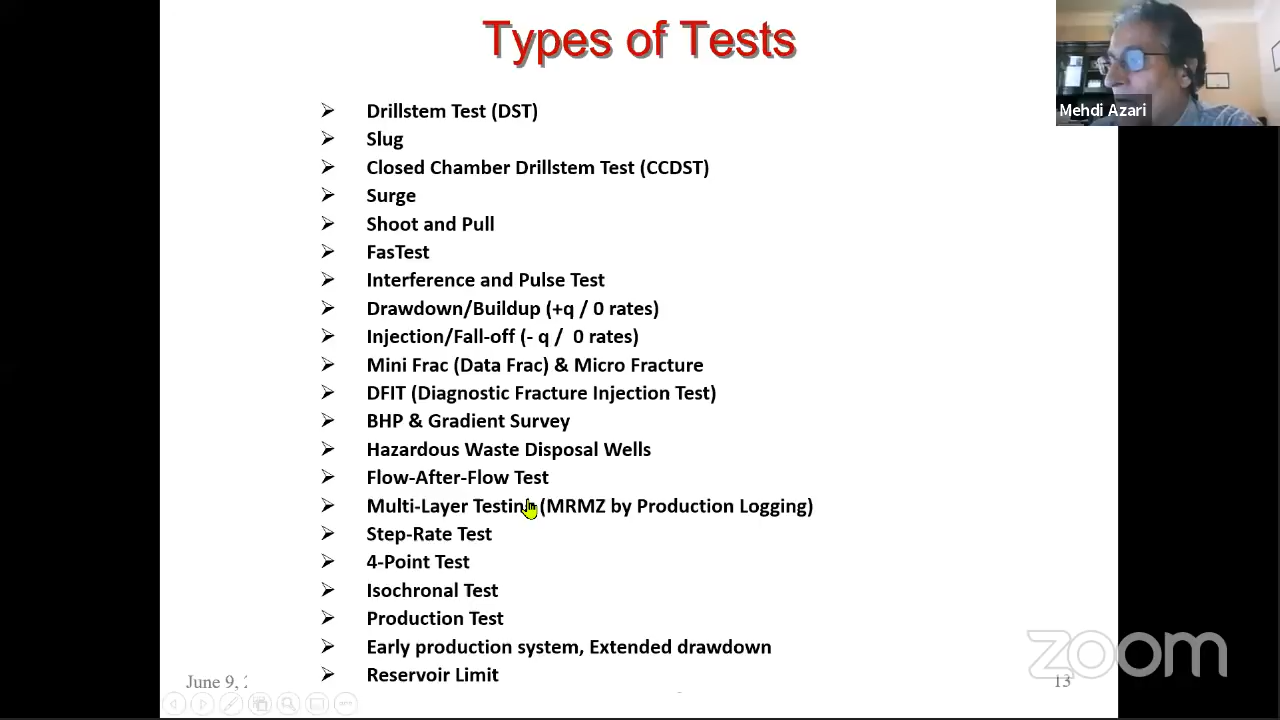 Types of Tests
Mehdi Azari
➢ Drillstem Test (DST)
➢ Slug
➢ Closed Chamber Drillstem Test (CCDST)
➢ Surge
➢ Shoot and Pull
➢ FasTest
➢ Interference and Pulse Test
➢ Drawdown/Buildup (+q / 0 rates)
➢ Injection/Fall-off (- q /  0 rates)
➢ Mini Frac (Data Frac) & Micro Fracture
➢ DFIT (Diagnostic Fracture Injection Test)
➢ BHP & Gradient Survey
➢ Hazardous Waste Disposal Wells
➢ Flow-After-Flow Test
➢ Multi-Layer Testing (MRMZ by Production Logging)
➢ Step-Rate Test
➢ 4-Point Test
➢ Isochronal Test
➢ Production Test
➢ Early production system, Extended drawdown
➢ Reservoir Limit
June 9,
13
zoom